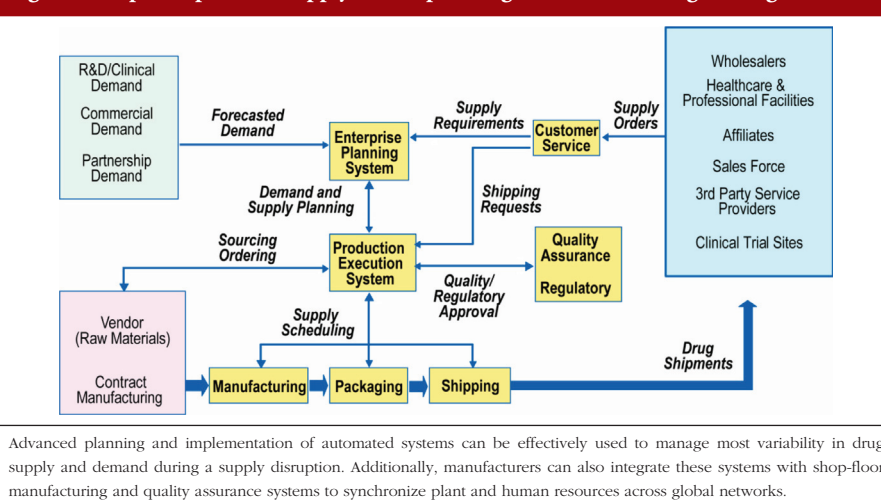 R&D/Clinical
Demand
Commercial
Demand
Partnership
Demand
Forecasted
Demand
Enterprise
Planning
System
Supply
Requirements
Customer
Service
Supply
Orders
Wholesalers
Healthcare &
Professional Facilities
Affiliates
Sales Force
3rd Party Service
Providers
Clinical Trial Sites
Demand and
Supply Planning
Shipping
Requests
Sourcing
Ordering
Production
Execution
System
Quality
Assurance
Regulatory
Quality/
Regulatory
Approval
Vendor
(Raw Materials)
Contract
Manufacturing
Supply
Scheduling
Manufacturing
Packaging
Shipping
Drug
Shipments
Advanced planning and implementation of automated systems can be effectively used to manage most variability in drug
supply and demand during a supply disruption. Additionally, manufacturers can also integrate these systems with shop-floor
manufacturing and quality assurance systems to synchronize plant and human resources across global networks.